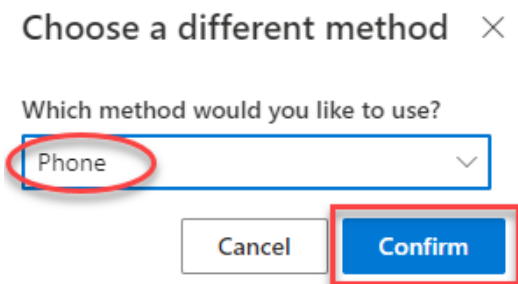 Choose a different method
Which method would you like to use?
Phone
Cancel
Confirm